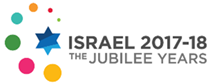 ISRAEL 2017-18
THE JUBILEE YEARS